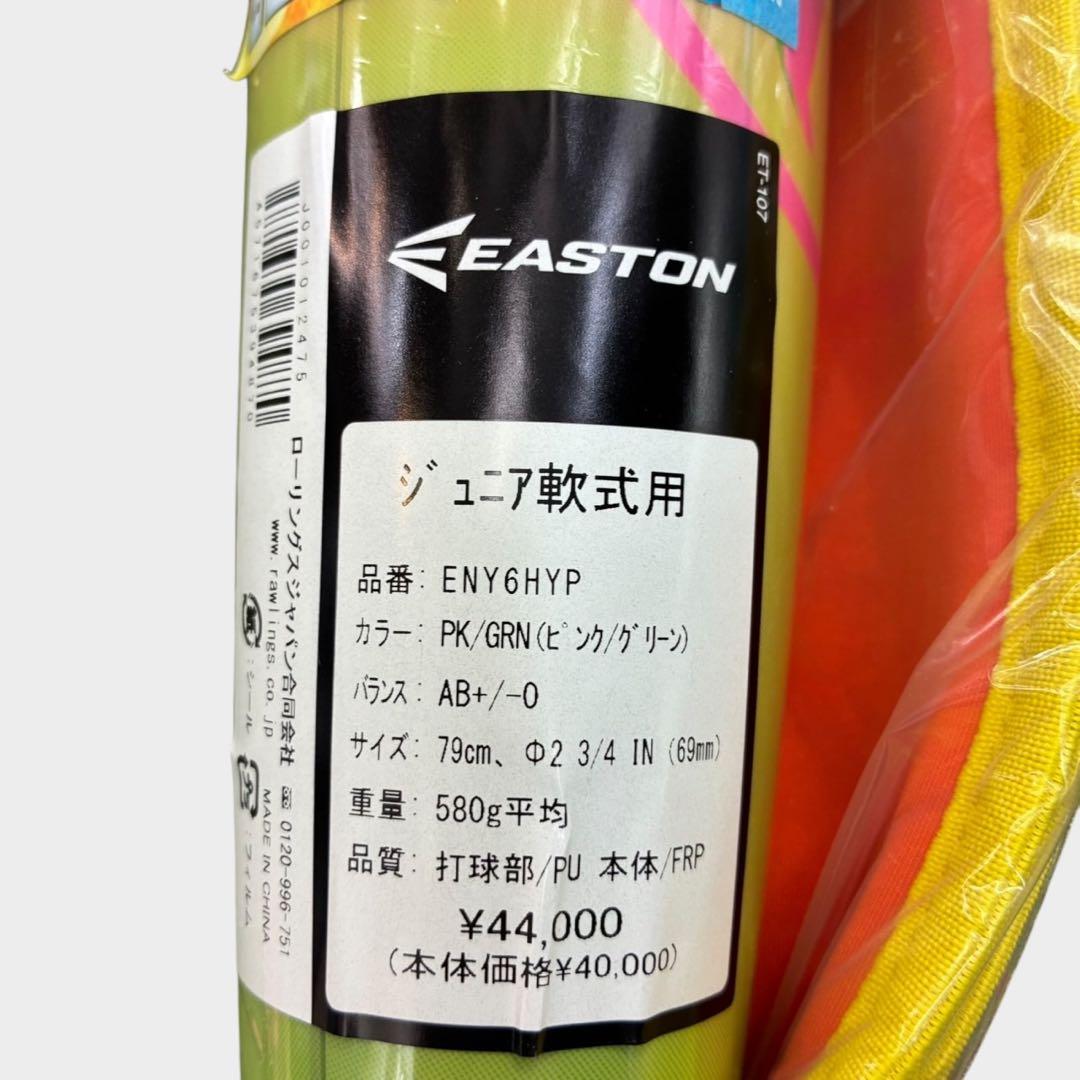 ET-107
EASTON
ジュニア軟式用
品番: ENY6HYP
カラー: PK/GRN(ピンク/グリーン)
バランス: AB+/-0
サイズ: 79cm、Φ2 3/4 IN (69mm)
重量: 580g平均
品質: 打球部/PU 本体/FRP
¥44,000
(本体価格¥40,000)
J001012475
ローリングスジャパン合同会社 0120-996-751
www.rawlings.co.jp MADE IN CHINA
紙:シール プラ:フィルム